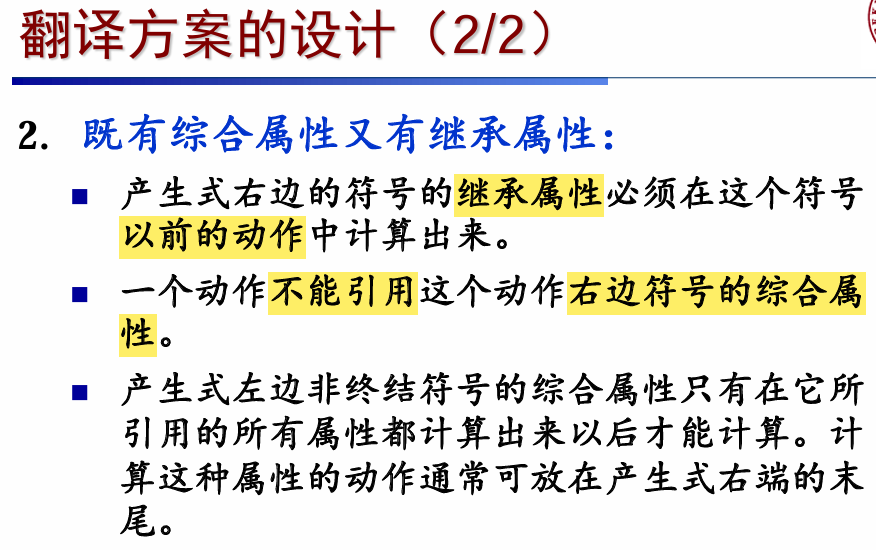 翻译方案的设计（2/2）
2. 既有综合属性又有继承属性：
■ 产生式右边的符号的继承属性必须在这个符号
以前的动作中计算出来。
■ 一个动作不能引用这个动作右边符号的综合属
性。
■ 产生式左边非终结符号的综合属性只有在它所
引用的所有属性都计算出来以后才能计算。计
算这种属性的动作通常可放在产生式右端的末
尾。